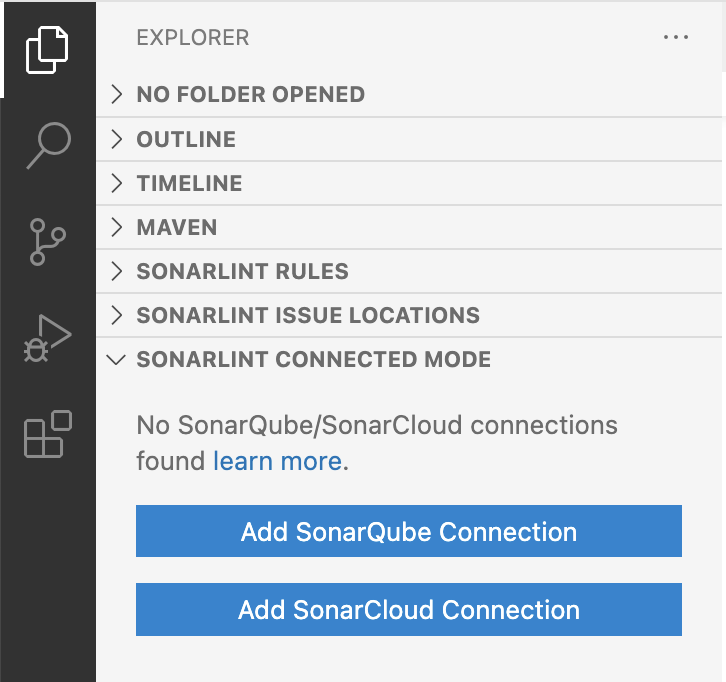 EXPLORER
NO FOLDER OPENED
OUTLINE
TIMELINE
MAVEN
SONARLINT RULES
SONARLINT ISSUE LOCATIONS
SONARLINT CONNECTED MODE
No SonarQube/SonarCloud connections
found learn more.
Add SonarQube Connection
Add SonarCloud Connection